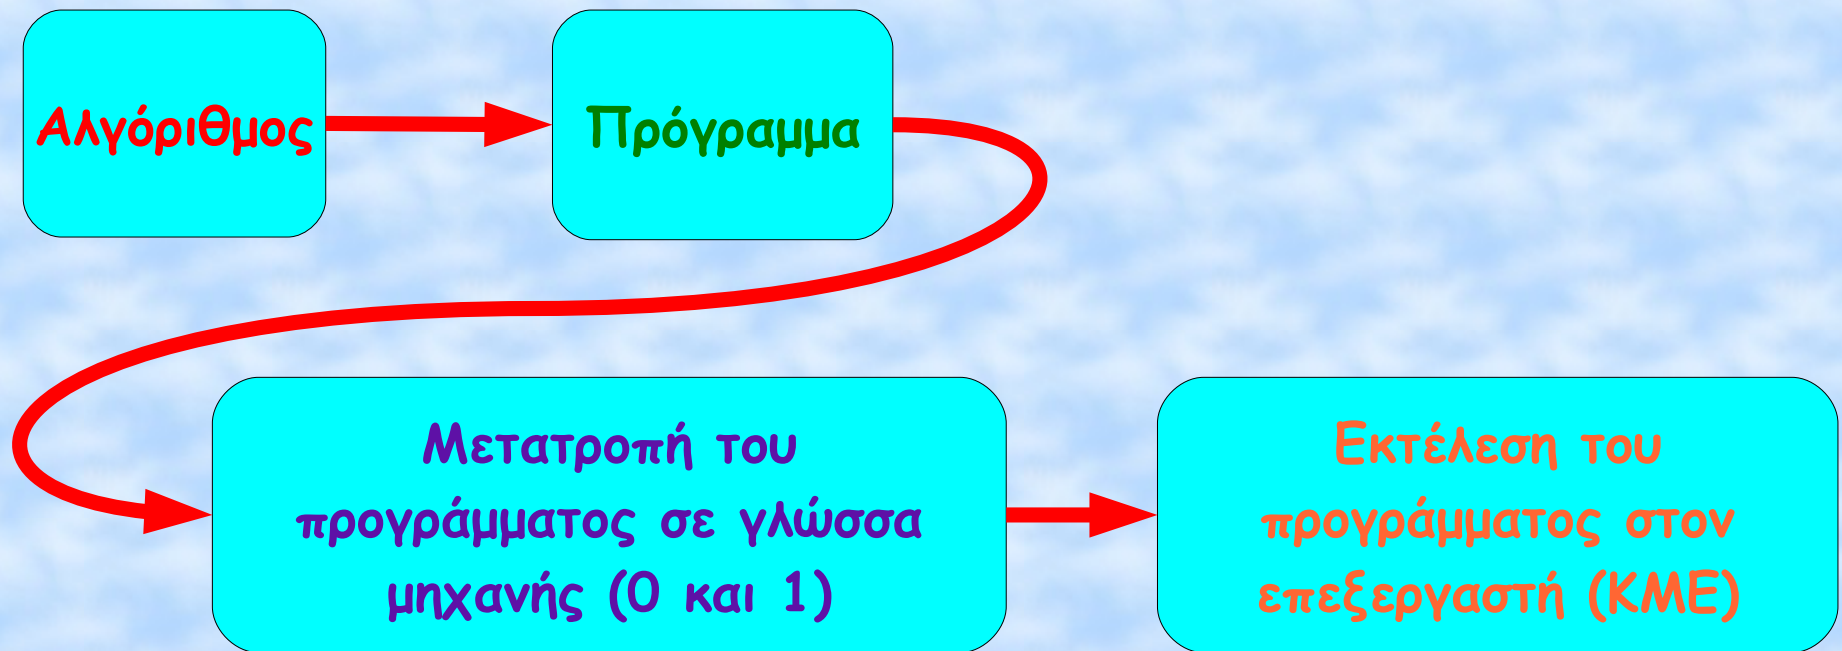 Αλγόριθμος
Πρόγραμμα
Μετατροπή του
προγράμματος σε γλώσσα
μηχανής (0 και 1)
Εκτέλεση του
προγράμματος στον
επεξεργαστή (ΚΜΕ)